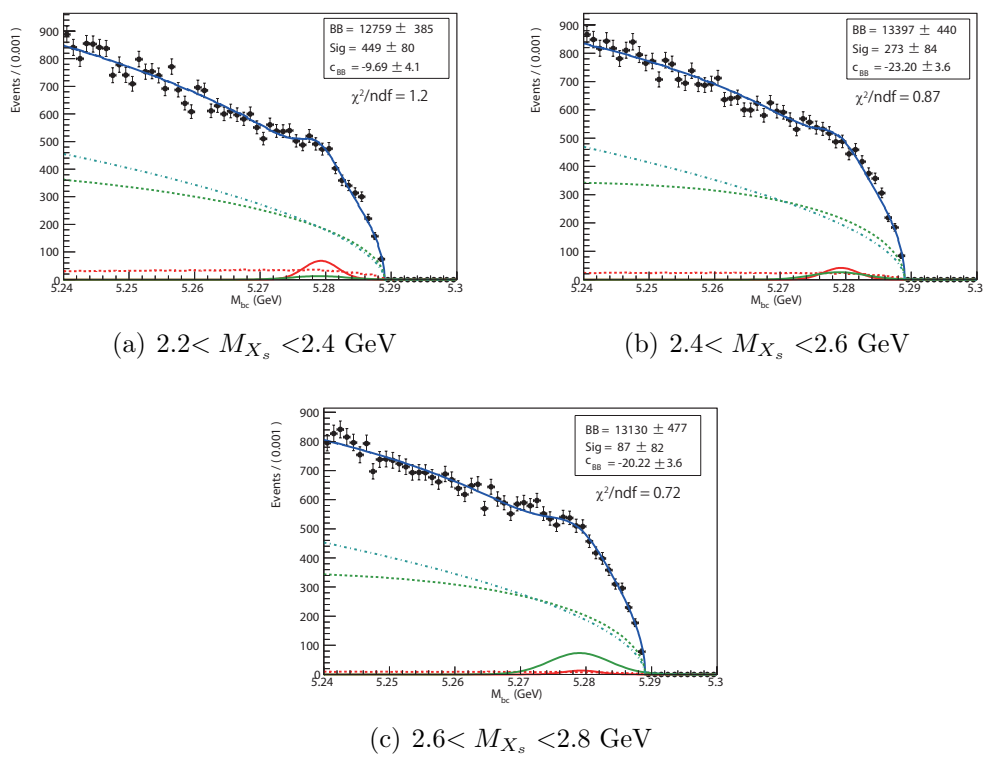 BB = 12759 ± 385
Sig = 449 ± 80
c_BB = -9.69 ± 4.1
χ²/ndf = 1.2
Events / ( 0.001)
900
800
700
600
500
400
300
200
100
0
5.24 5.25 5.26 5.27 5.28 5.29 5.3
M_bc (GeV)
(a) 2.2< M_{X_s} <2.4 GeV
BB = 13397 ± 440
Sig = 273 ± 84
c_BB = -23.20 ± 3.6
χ²/ndf = 0.87
Events / ( 0.001)
900
800
700
600
500
400
300
200
100
0
5.24 5.25 5.26 5.27 5.28 5.29 5.3
M_bc (GeV)
(b) 2.4< M_{X_s} <2.6 GeV
BB = 13130 ± 477
Sig = 87 ± 82
c_BB = -20.22 ± 3.6
χ²/ndf = 0.72
Events / ( 0.001)
900
800
700
600
500
400
300
200
100
0
5.24 5.25 5.26 5.27 5.28 5.29 5.3
M_bc (GeV)
(c) 2.6< M_{X_s} <2.8 GeV